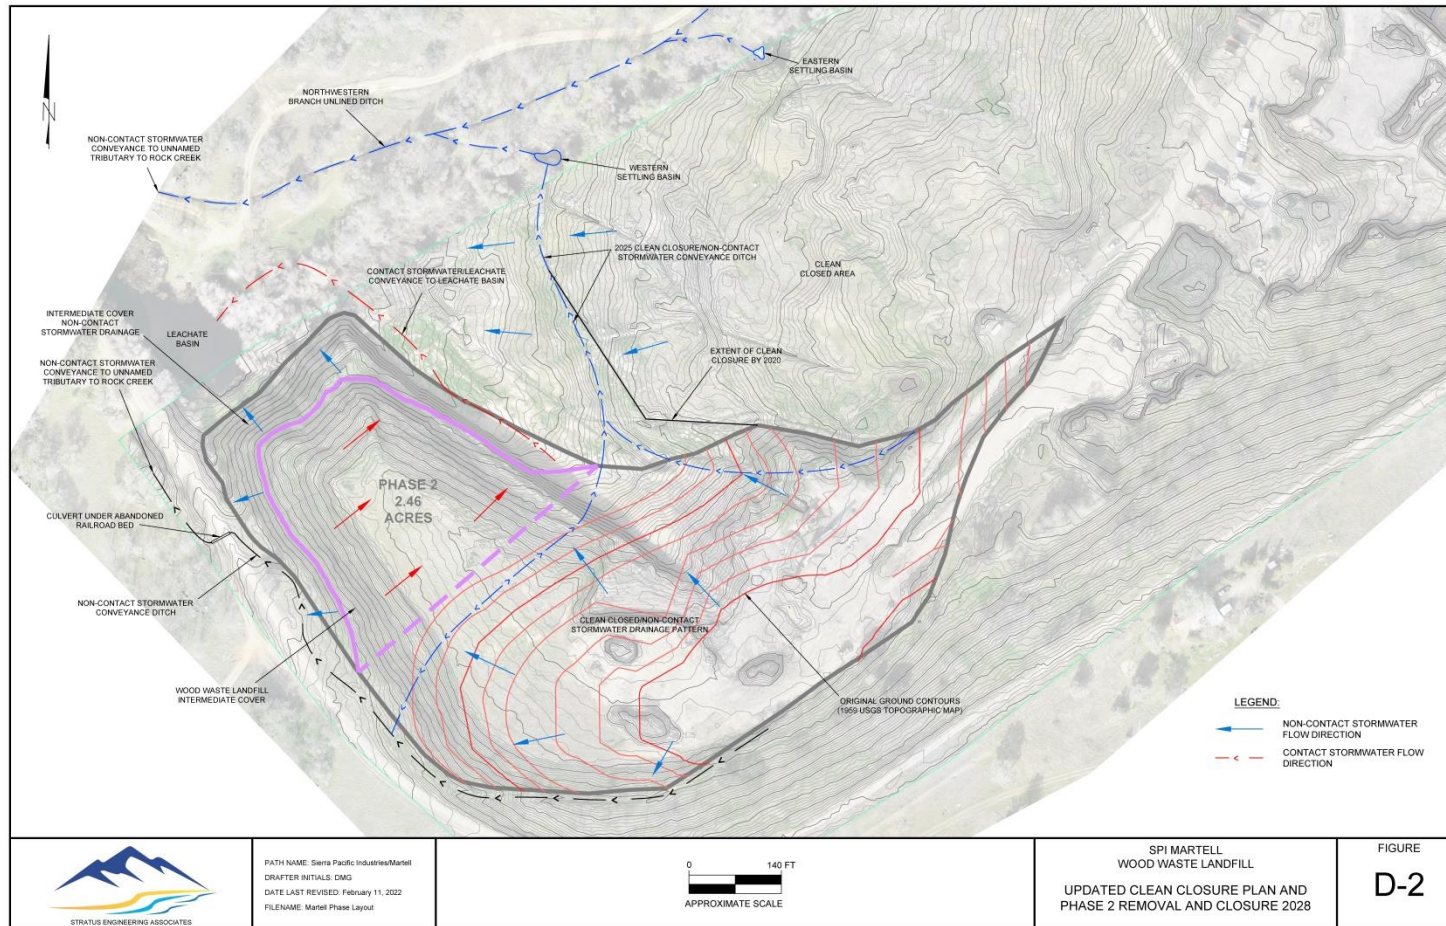 EASTERN
SETTLING BASIN
NORTHWESTERN
BRANCH UNLINED DITCH
N
NON-CONTACT STORMWATER
CONVEYANCE TO UNNAMED
TRIBUTARY TO ROCK CREEK
WESTERN
SETTLING BASIN
2025 CLEAN CLOSURE/NON-CONTACT
STORMWATER CONVEYANCE DITCH
CLEAN
CLOSED AREA
CONTACT STORMWATER/LEACHATE
CONVEYANCE TO LEACHATE BASIN
INTERMEDIATE COVER
NON-CONTACT
STORMWATER DRAINAGE
LEACHATE
BASIN
NON-CONTACT STORMWATER
CONVEYANCE TO UNNAMED
TRIBUTARY TO ROCK CREEK
EXTENT OF CLEAN
CLOSURE BY 2020
PHASE 2
2.46
ACRES
CULVERT UNDER ABANDONED
RAILROAD BED
NON-CONTACT STORMWATER
CONVEYANCE DITCH
CLEAN CLOSED/NON-CONTACT
STORMWATER DRAINAGE PATTERN
WOOD WASTE LANDFILL
INTERMEDIATE COVER
ORIGINAL GROUND CONTOURS
(1959 USGS TOPOGRAPHIC MAP)
LEGEND:
NON-CONTACT STORMWATER
FLOW DIRECTION
CONTACT STORMWATER FLOW
DIRECTION
STRATUS ENGINEERING ASSOCIATES
PATH NAME: Sierra Pacific Industries/Martell
DRAFTER INITIALS: DMG
DATE LAST REVISED: February 11, 2022
FILENAME: Martell Phase Layout
0 140 FT
APPROXIMATE SCALE
SPI MARTELL
WOOD WASTE LANDFILL
UPDATED CLEAN CLOSURE PLAN AND
PHASE 2 REMOVAL AND CLOSURE 2028
FIGURE
D-2